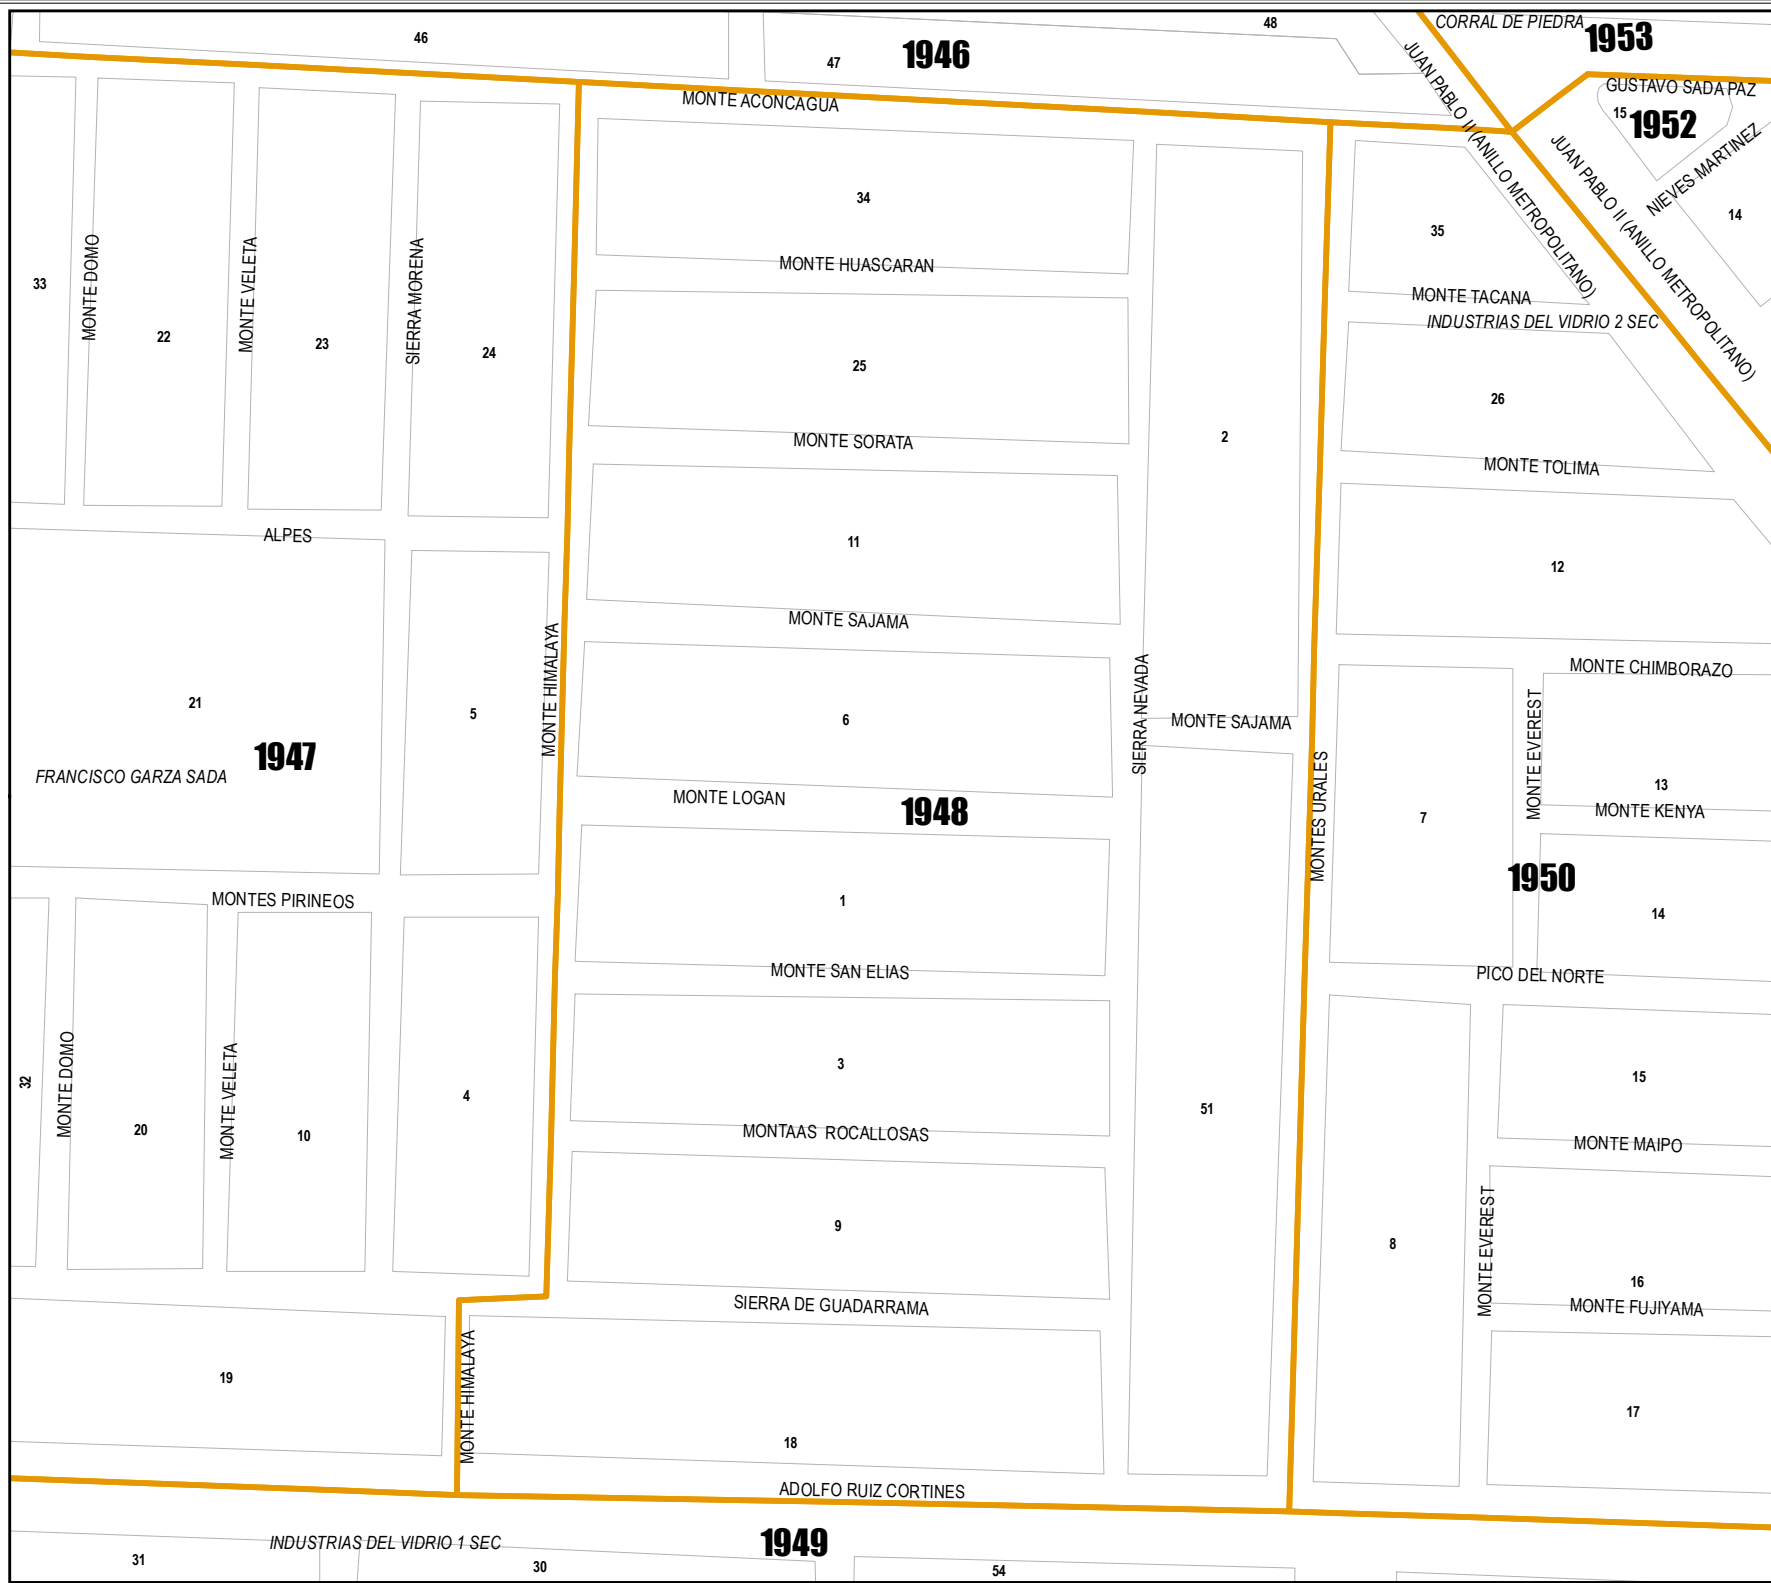 46
48
CORRAL DE PIEDRA
1953
47
1946
JUAN PABLO II (ANILLO METROPOLITANO)
GUSTAVO SADA PAZ
15
1952
NIEVES MARTINEZ
14
JUAN PABLO II (ANILLO METROPOLITANO)
MONTE ACONCAGUA
34
35
33
MONTE DOMO
22
MONTE VELETA
23
SIERRA MORENA
24
MONTE HUASCARAN
MONTE TACANA
INDUSTRIAS DEL VIDRIO 2 SEC
25
26
2
MONTE SORATA
MONTE TOLIMA
ALPES
11
12
MONTE SAJAMA
MONTE HIMALAYA
SIERRA NEVADA
MONTE CHIMBORAZO
21
5
6
MONTE SAJAMA
MONTE EVEREST
1947
FRANCISCO GARZA SADA
MONTE LOGAN
1948
MONTES URALES
7
13
MONTE KENYA
1950
MONTES PIRINEOS
1
14
MONTE SAN ELIAS
PICO DEL NORTE
32
MONTE DOMO
20
MONTE VELETA
10
4
3
51
15
MONTAAS  ROCALLOSAS
MONTE MAIPO
9
8
MONTE EVEREST
16
SIERRA DE GUADARRAMA
MONTE FUJIYAMA
19
MONTE HIMALAYA
18
17
ADOLFO RUIZ CORTINES
INDUSTRIAS DEL VIDRIO 1 SEC
1949
31
30
54